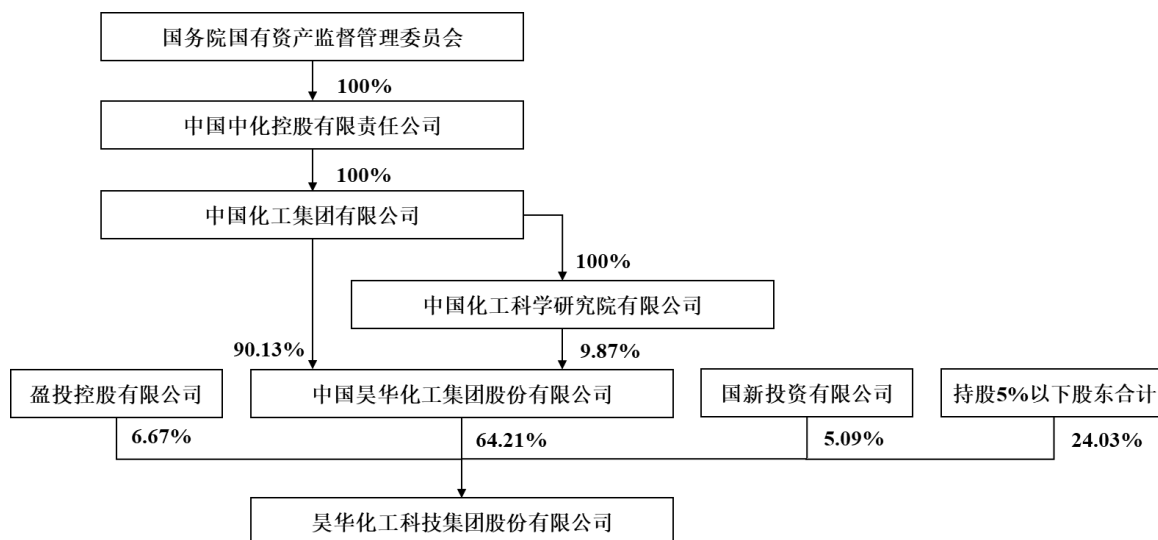 国务院国有资产监督管理委员会
100%
中国中化控股有限责任公司
100%
中国化工集团有限公司
100%
中国化工科学研究院有限公司
90.13%
9.87%
盈投控股有限公司
中国昊华化工集团股份有限公司
国新投资有限公司
持股5%以下股东合计
6.67%
64.21%
5.09%
24.03%
昊华化工科技集团股份有限公司